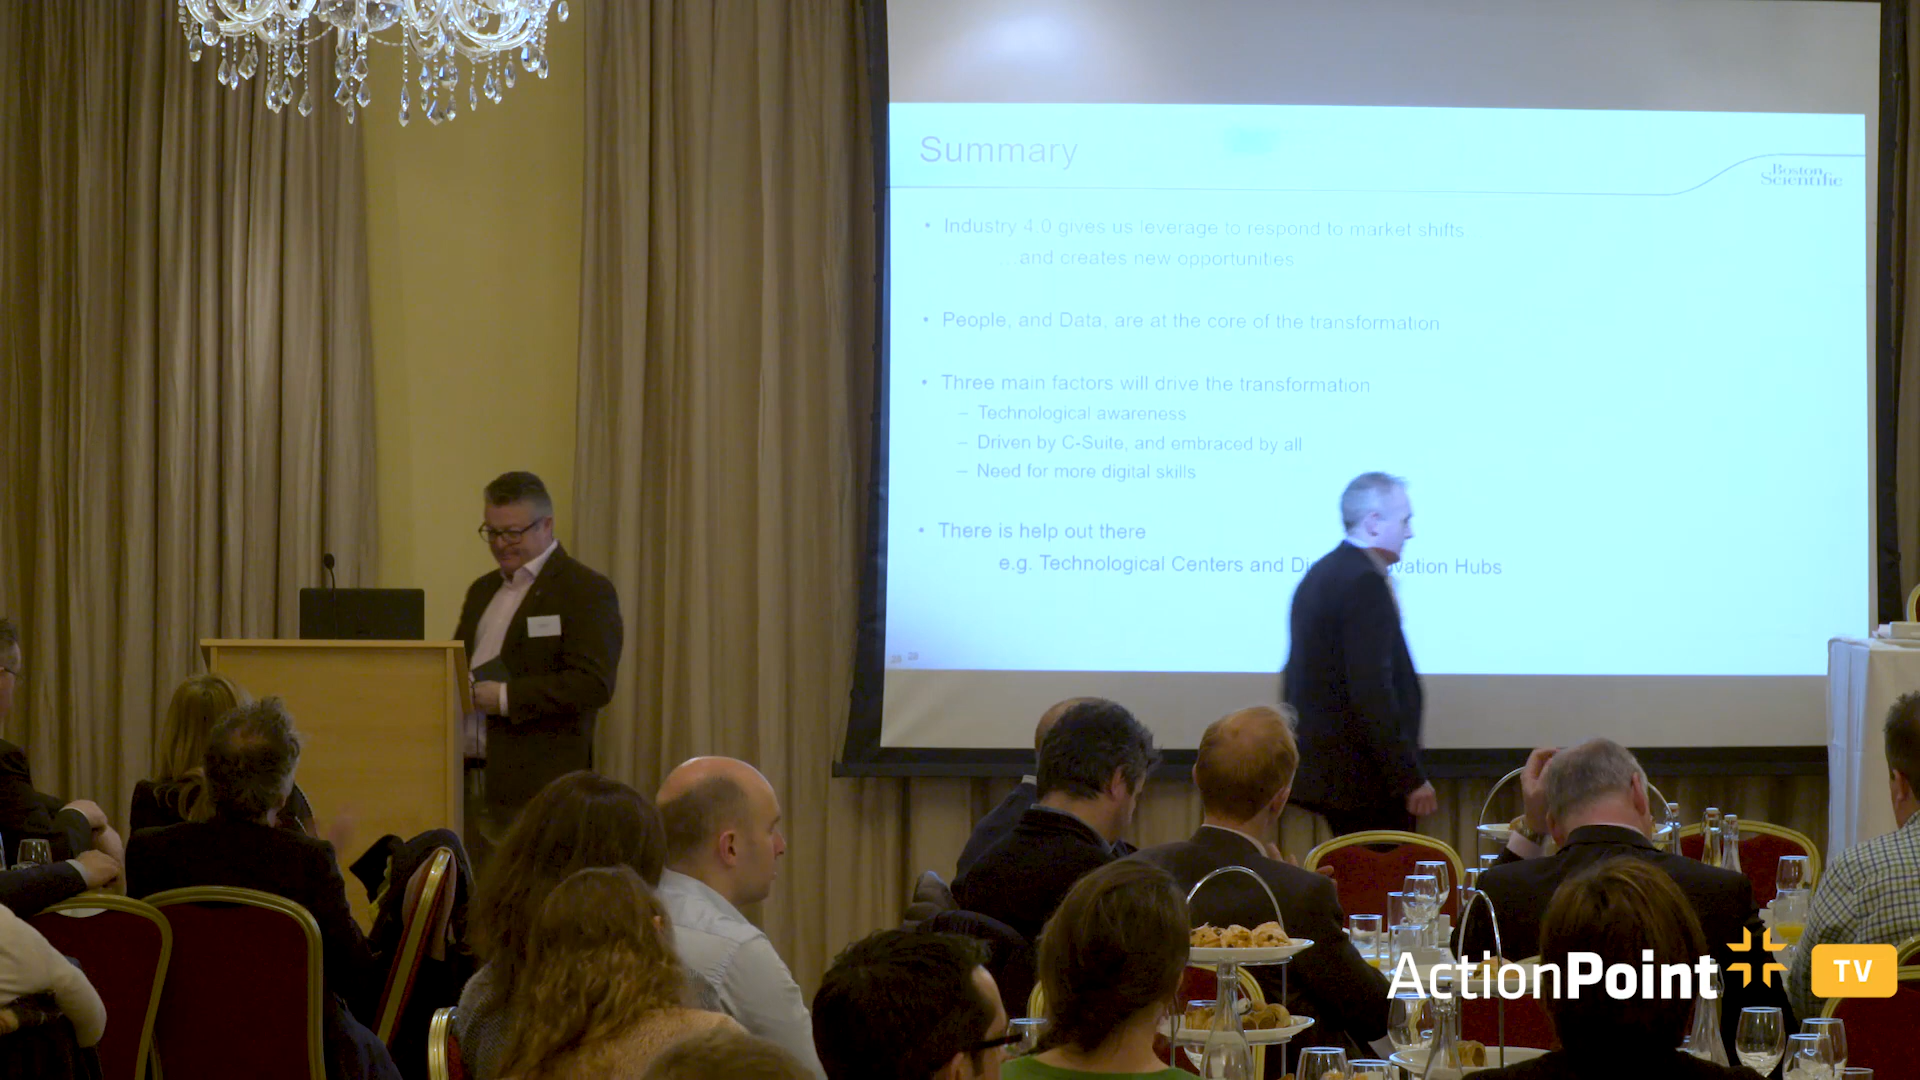 Summary
Boston
Scientific
• Industry 4.0 gives us leverage to respond to market shifts
...and creates new opportunities
• People, and Data, are at the core of the transformation
• Three main factors will drive the transformation
– Technological awareness
– Driven by C-Suite, and embraced by all
– Need for more digital skills
• There is help out there
e.g. Technological Centers and Di vation Hubs
28 28
ActionPoint TV